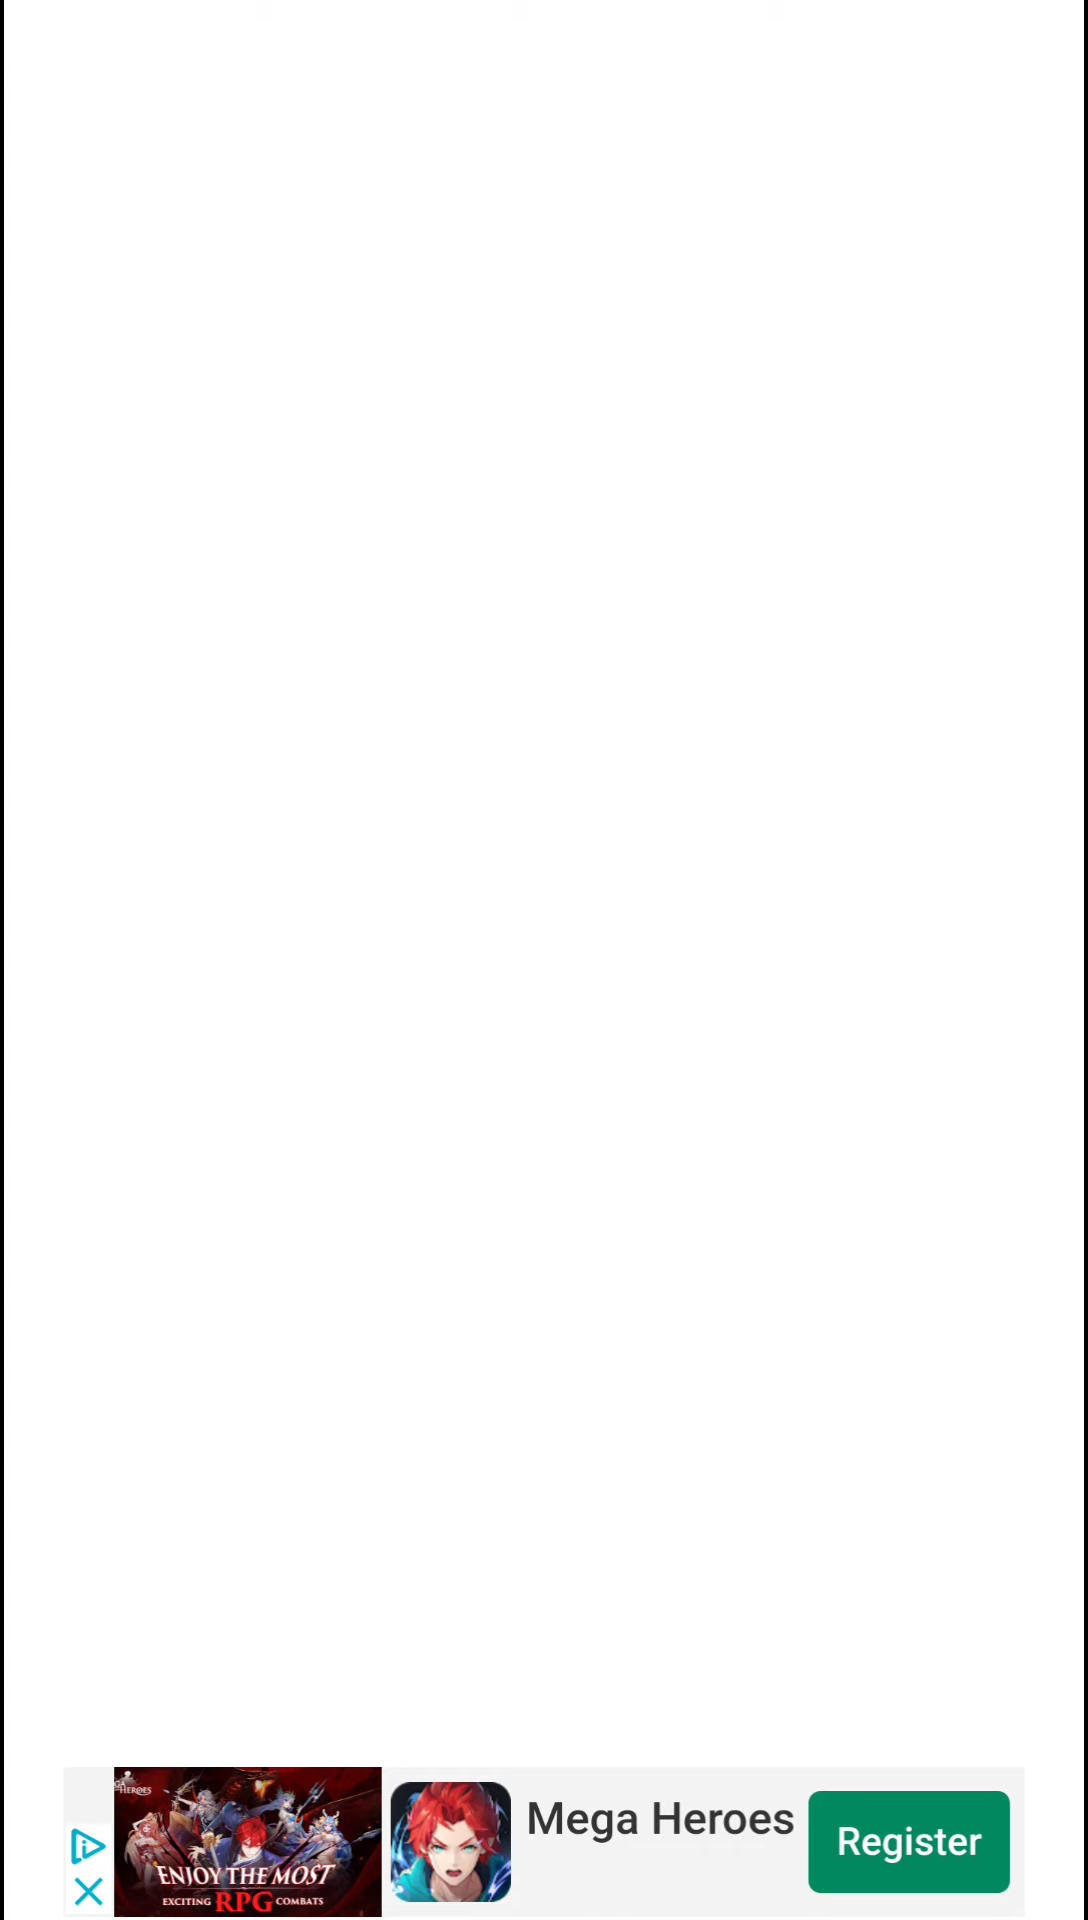 HEROES
ENJOY THE MOST
EXCITING RPG COMBATS
Mega Heroes
Register